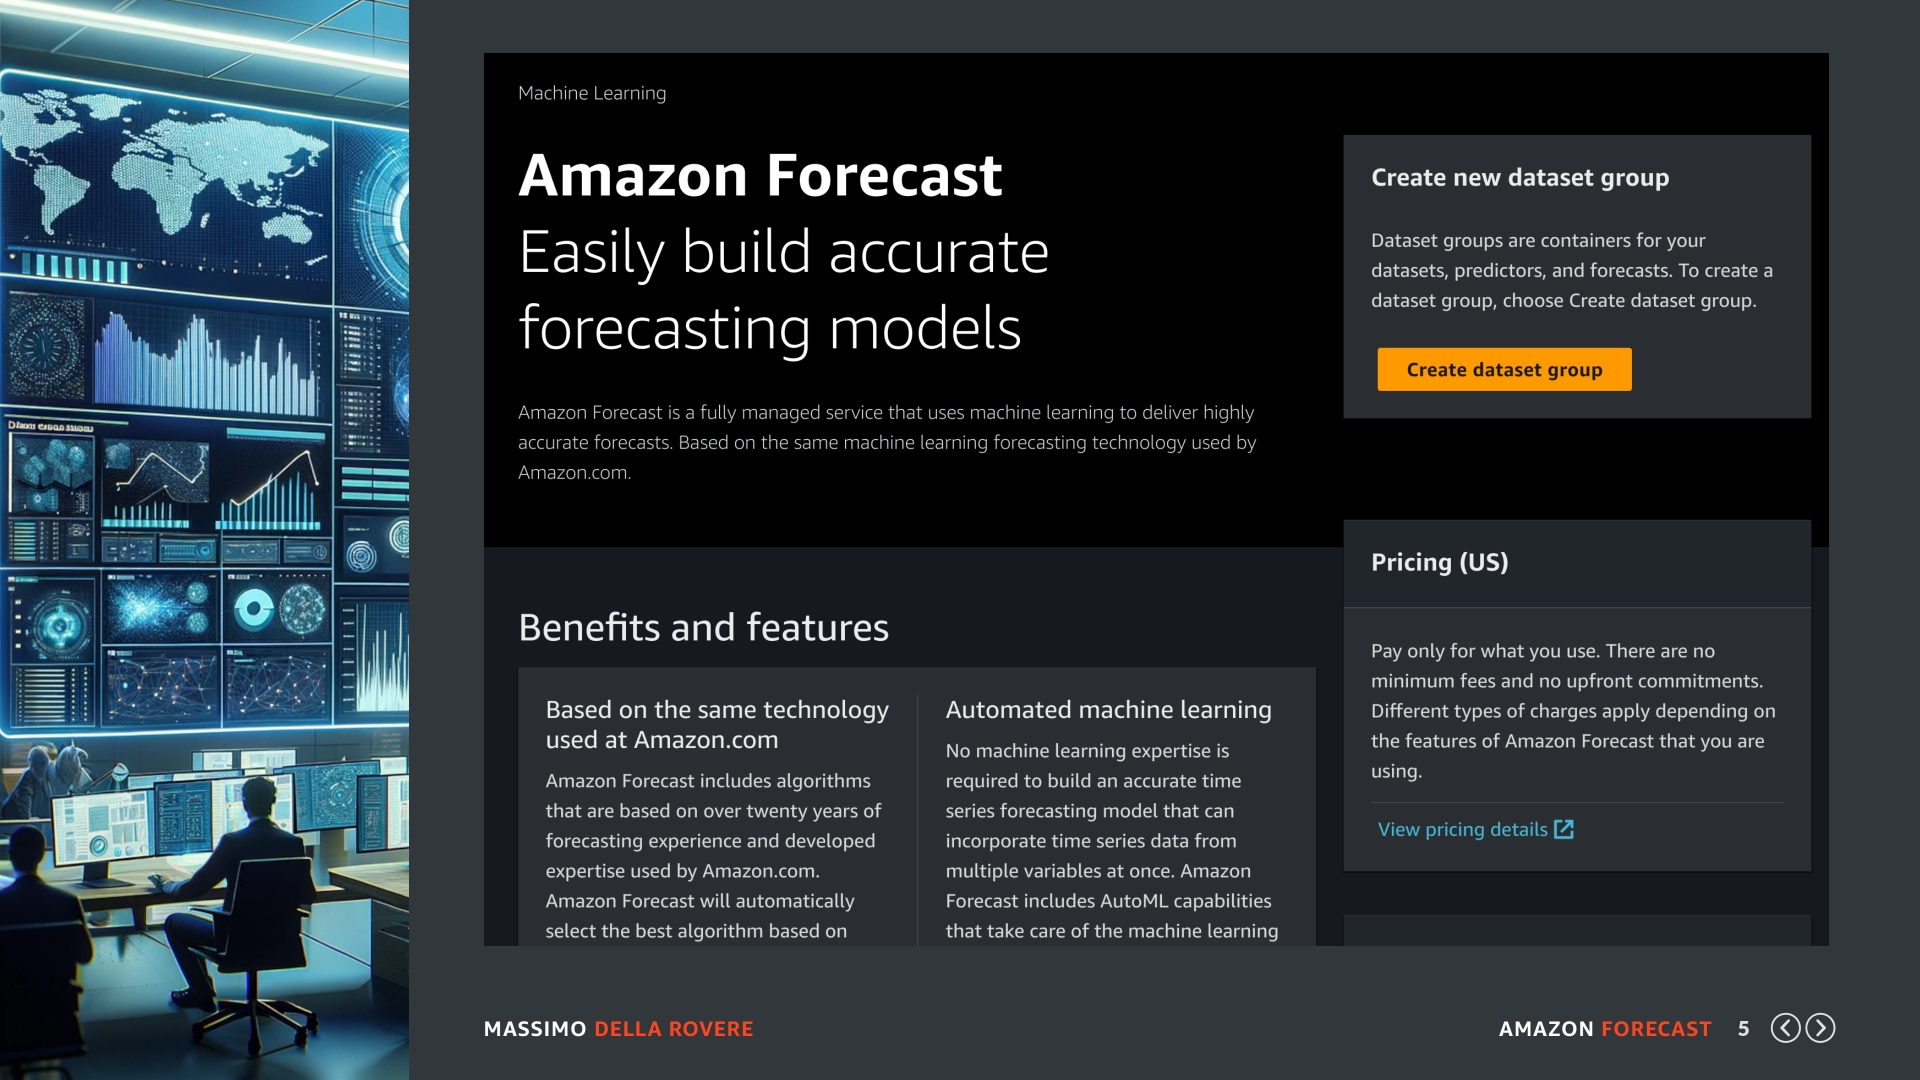 Machine Learning
Amazon Forecast
Easily build accurate
forecasting models
Amazon Forecast is a fully managed service that uses machine learning to deliver highly
accurate forecasts. Based on the same machine learning forecasting technology used by
Amazon.com.
Create new dataset group
Dataset groups are containers for your
datasets, predictors, and forecasts. To create a
dataset group, choose Create dataset group.
Create dataset group
Pricing (US)
Pay only for what you use. There are no
minimum fees and no upfront commitments.
Different types of charges apply depending on
the features of Amazon Forecast that you are
using.
View pricing details
Benefits and features
Based on the same technology
used at Amazon.com
Amazon Forecast includes algorithms
that are based on over twenty years of
forecasting experience and developed
expertise used by Amazon.com.
Amazon Forecast will automatically
select the best algorithm based on
Automated machine learning
No machine learning expertise is
required to build an accurate time
series forecasting model that can
incorporate time series data from
multiple variables at once. Amazon
Forecast includes AutoML capabilities
that take care of the machine learning
MASSIMO DELLA ROVERE
AMAZON FORECAST 5